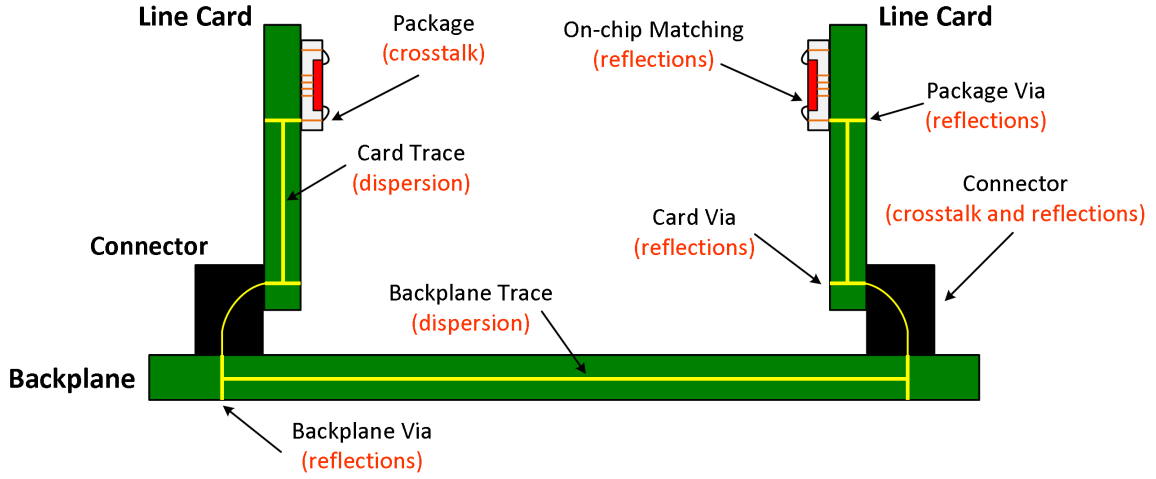 Line Card
Package
(crosstalk)
On-chip Matching
(reflections)
Line Card
Package Via
(reflections)
Card Trace
(dispersion)
Connector
(crosstalk and reflections)
Card Via
(reflections)
Connector
Backplane Trace
(dispersion)
Backplane
Backplane Via
(reflections)